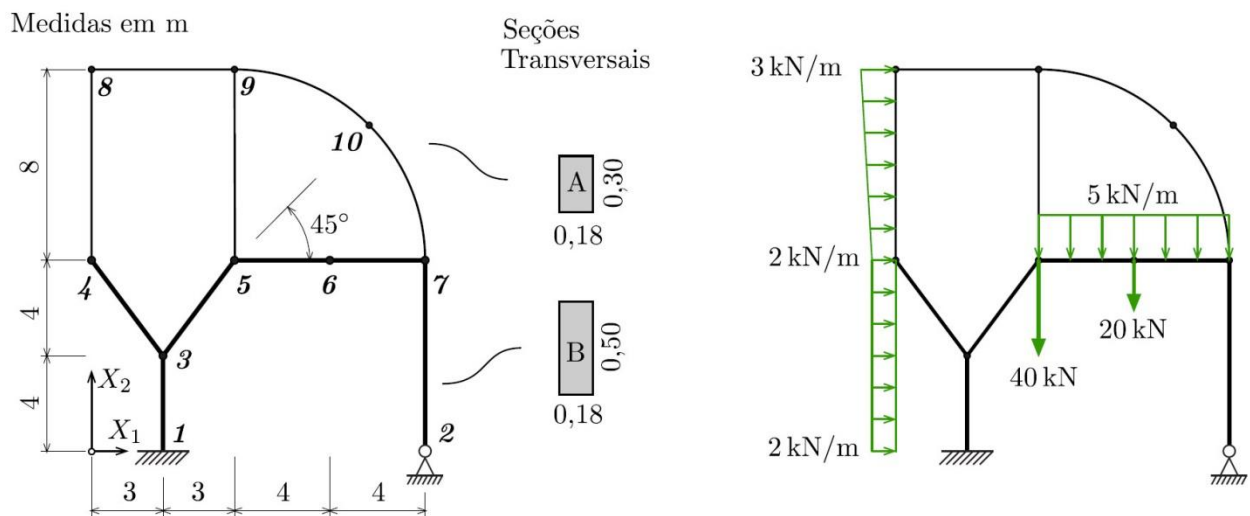 Medidas em m
Seções
Transversais
8
9
10
8
A
0,30
0,18
45°
4
5
6
7
4
3
B
0,50
0,18
X₂
4
X₁
1
2
3
3
4
4
3 kN/m
5 kN/m
2 kN/m
20 kN
40 kN
2 kN/m